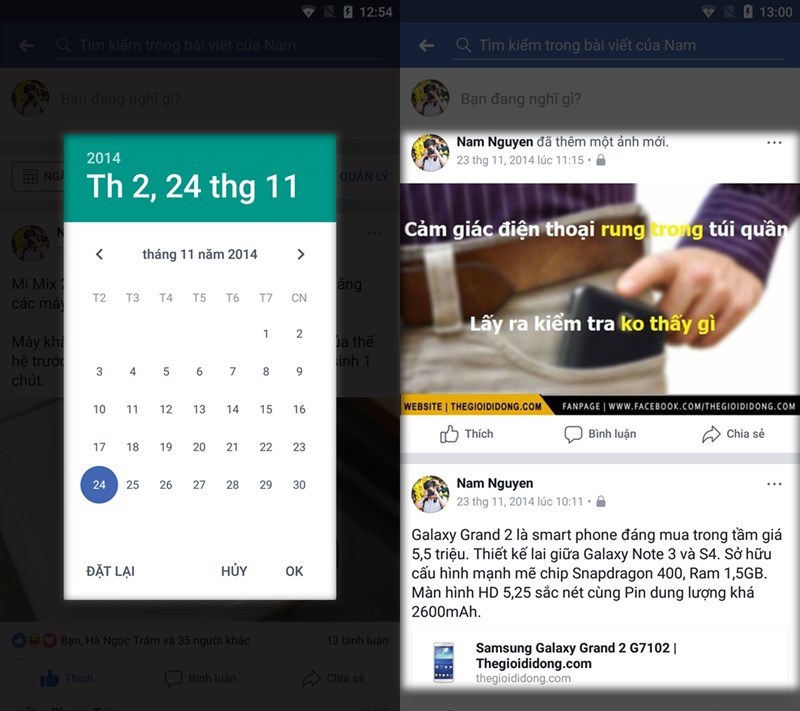 12:54
Tìm kiếm trong bài viết của Nam
Bạn đang nghĩ gì?
QUẢN LÝ
2014
Th 2, 24 thg 11
tháng 11 năm 2014
T2 T3 T4 T5 T6 T7 CN
1 2
3 4 5 6 7 8 9
10 11 12 13 14 15 16
17 18 19 20 21 22 23
24 25 26 27 28 29 30
ĐẶT LẠI HỦY OK
Mi Mix
các máy
Máy
hệ trước
chút.
của thế
sinh 1
Bạn, Hà Ngọc Trâm và 35 người khác 13 bình luận
Thích Bình luận Chia sẻ
13:00
Tìm kiếm trong bài viết của Nam
Bạn đang nghĩ gì?
Nam Nguyen đã thêm một ảnh mới.
23 thg 11, 2014 lúc 11:15
Cảm giác điện thoại rung trong túi quần
Lấy ra kiểm tra ko thấy gì
WEBSITE | THEGIOIDIDONG.COM FANPAGE | WWW.FACEBOOK.COM/THEGIOIDIDONG.COM
Thích Bình luận Chia sẻ
Nam Nguyen
23 thg 11, 2014 lúc 10:11
Galaxy Grand 2 là smart phone đáng mua trong tầm giá
5,5 triệu. Thiết kế lai giữa Galaxy Note 3 và S4. Sở hữu
cấu hình mạnh mẽ chip Snapdragon 400, Ram 1,5GB.
Màn hình HD 5,25 sắc nét cùng Pin dung lượng khá
2600mAh.
Samsung Galaxy Grand 2 G7102 |
Thegioididong.com
thegioididong.com